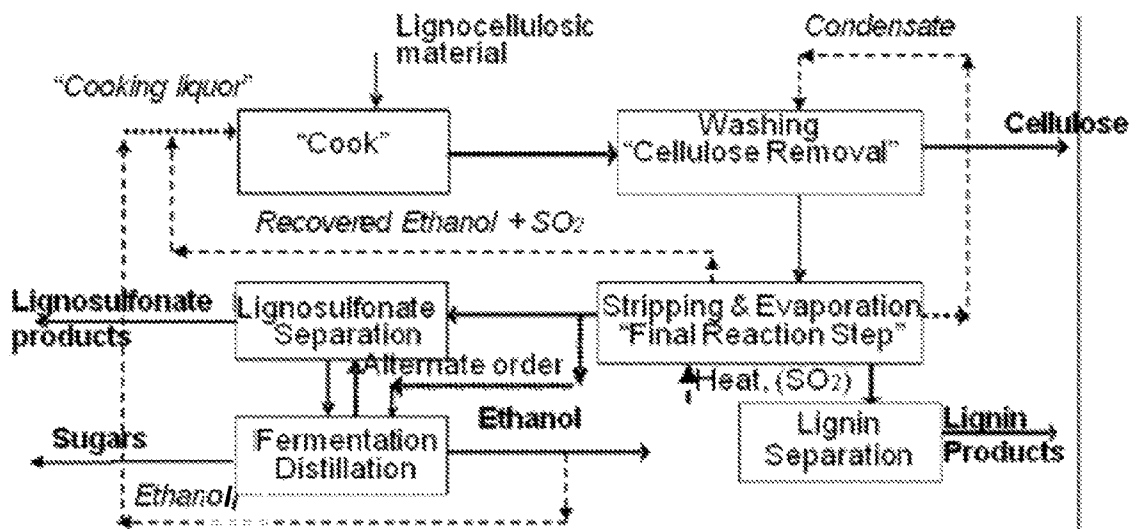 Lignocellulosic
material
Condensate
“Cooking liquor”
“Cook”
Washing
“Cellulose Removal”
Cellulose
Recovered Ethanol + SO2
Lignosulfonate
products
Lignosulfonate
Separation
Stripping & Evaporation
“Final Reaction Step”
Alternate order
Heat, (SO2)
Ethanol
Lignin
Separation
Lignin
Products
Sugars
Fermentation
Distillation
Ethanol